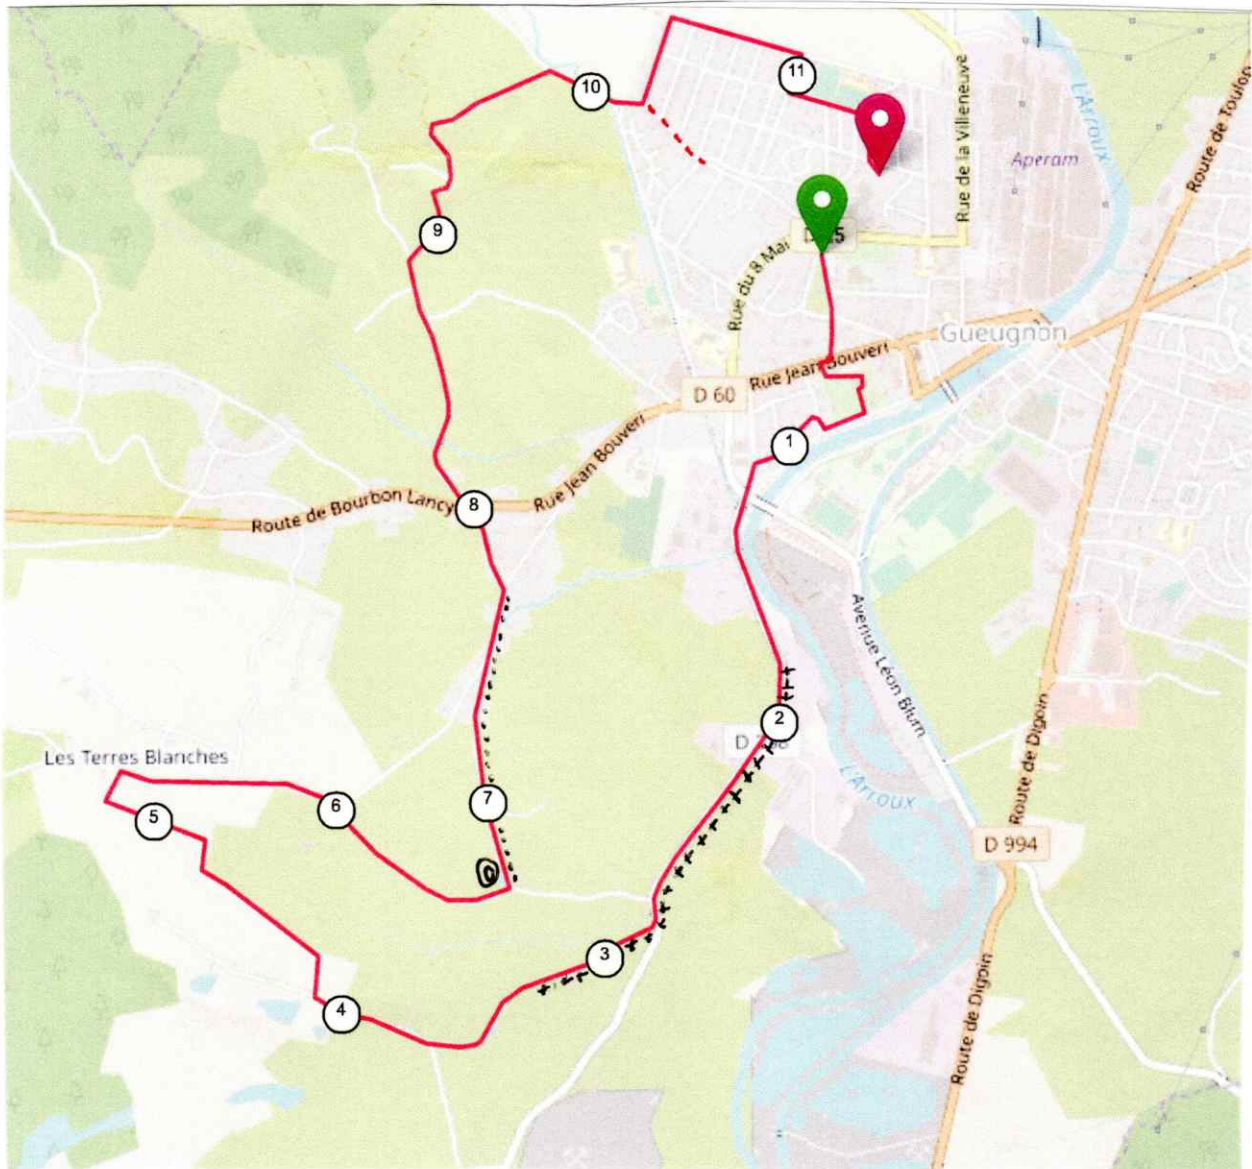 10
11
Rue de la Villeneuve
L'Arroux
Route de Toulon
Aperam
9
Rue du 8 Mai
Gueugnon
Rue Jean Bouveri
D 60
1
Rue Jean Bouveri
8
Route de Bourbon Lancy
Avenue Léon Blum
2
Les Terres Blanches
7
6
5
L'Arroux
Route de Digoin
D 994
3
4
Route de Digoin